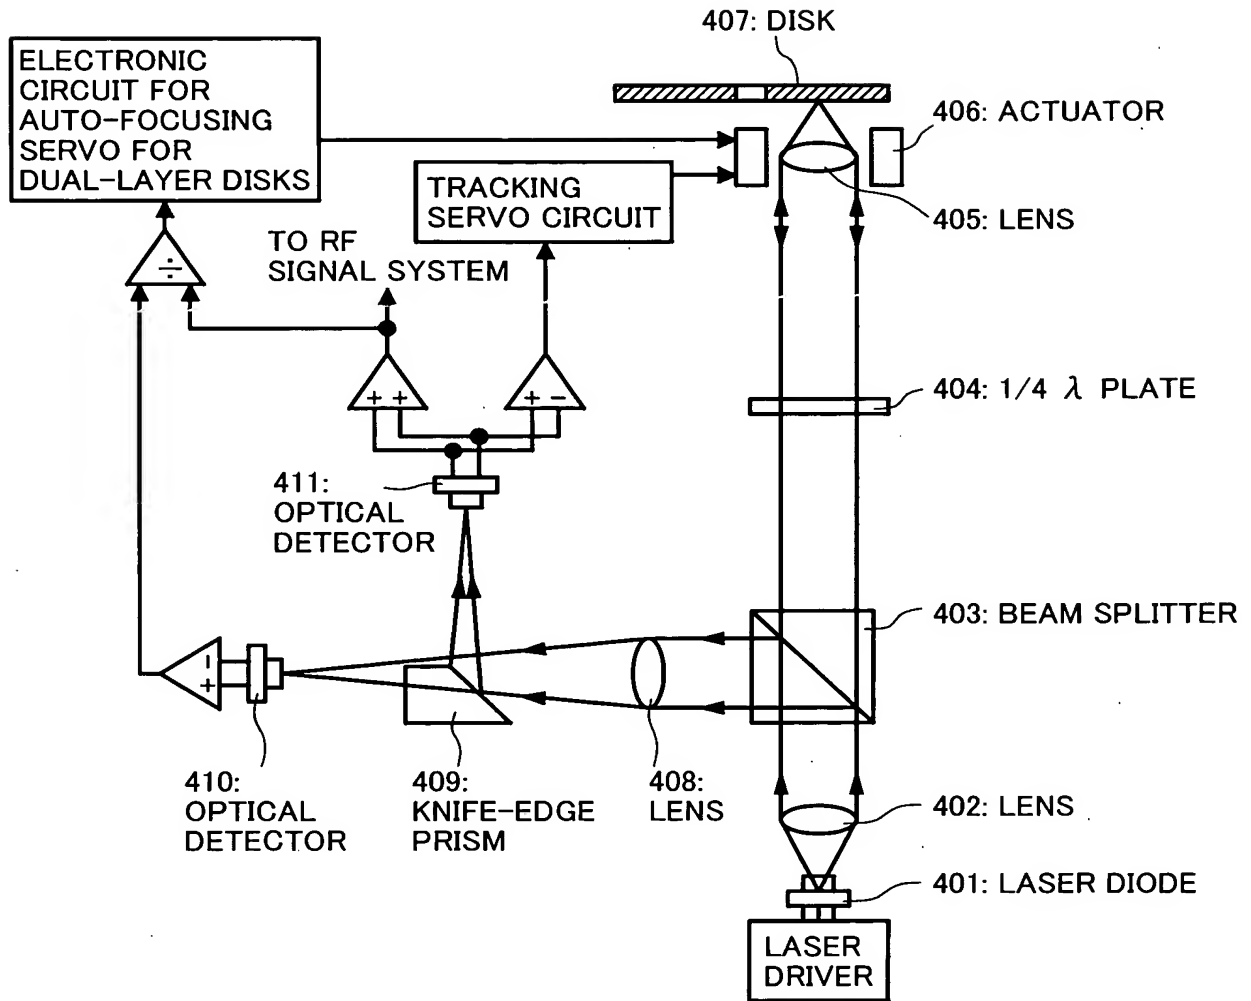 407: DISK
ELECTRONIC
CIRCUIT FOR
AUTO-FOCUSING
SERVO FOR
DUAL-LAYER DISKS
406: ACTUATOR
TRACKING
SERVO CIRCUIT
405: LENS
TO RF
SIGNAL SYSTEM
÷
+ +
+ −
404: 1/4 λ PLATE
411:
OPTICAL
DETECTOR
403: BEAM SPLITTER
−
+
410:
OPTICAL
DETECTOR
409:
KNIFE-EDGE
PRISM
408:
LENS
402: LENS
401: LASER DIODE
LASER
DRIVER